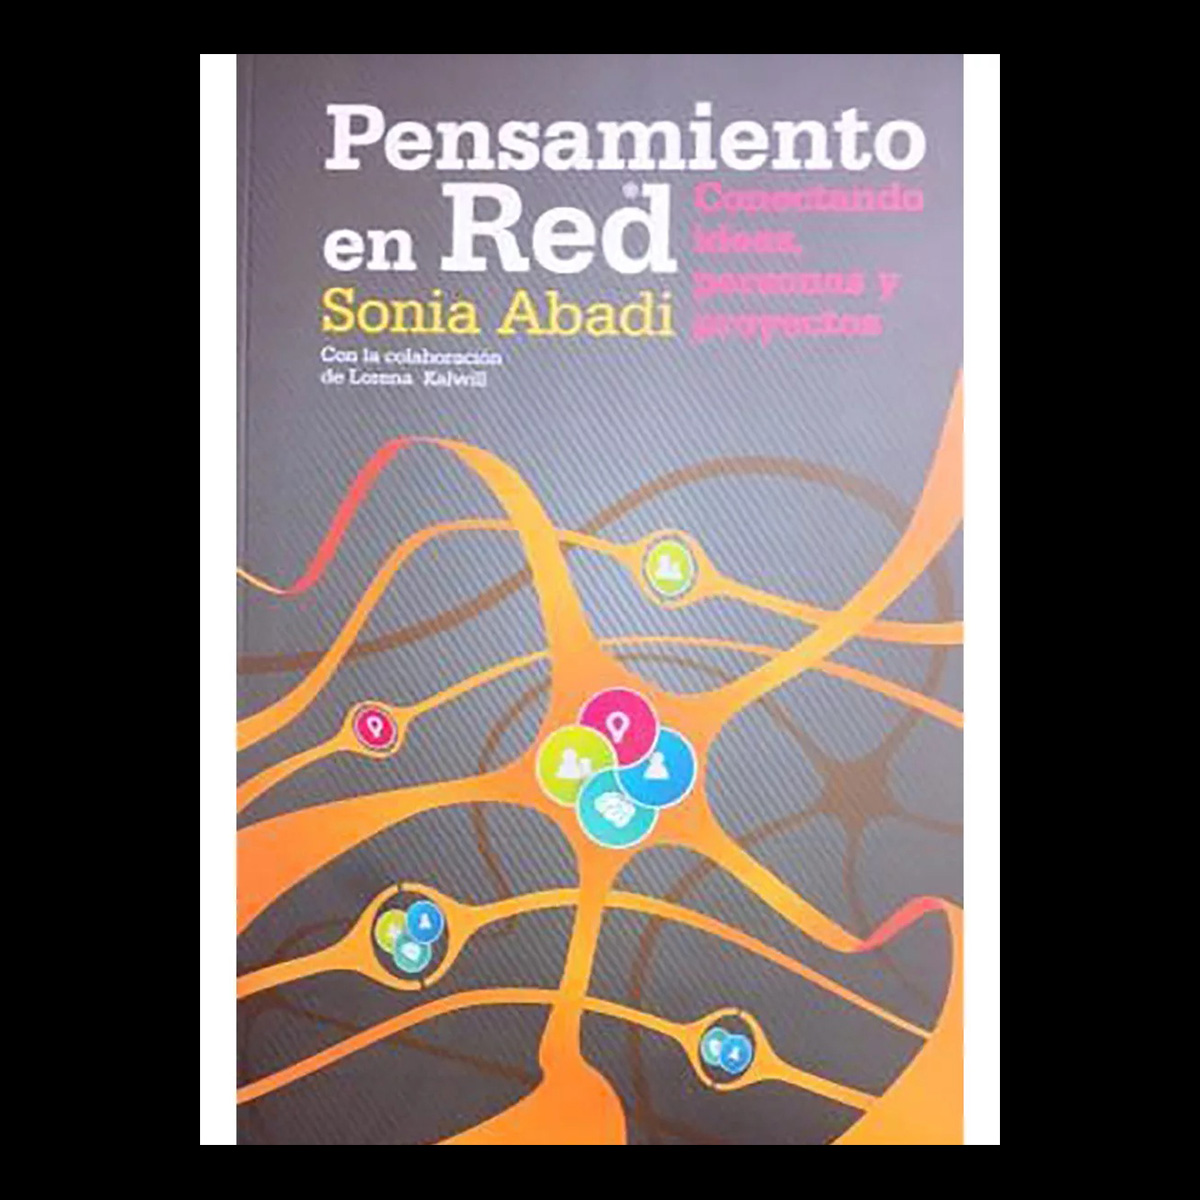 Pensamiento
en Red®
Conectando
ideas,
personas y
proyectos
Sonia Abadi
Con la colaboración
de Lorena Kalwill